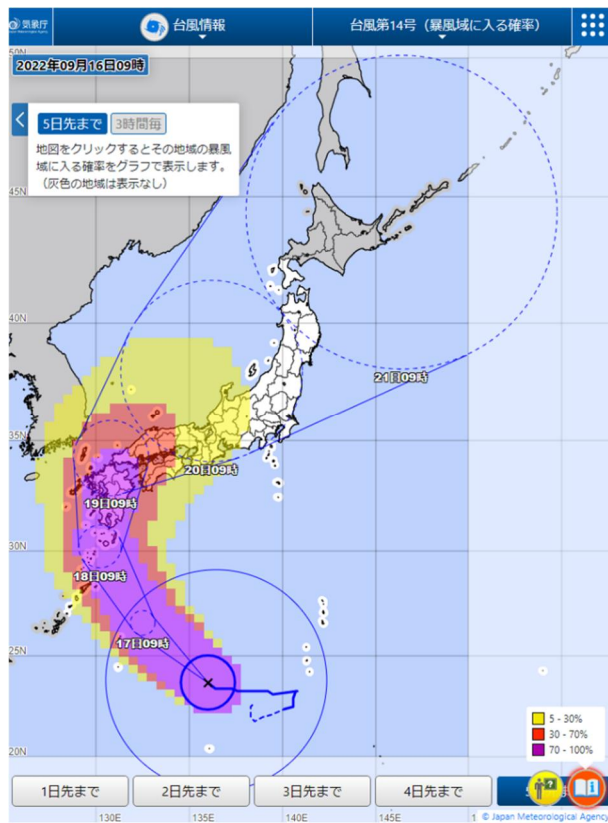 気象庁
Japan Meteorological Agency
台風情報
台風第14号（暴風域に入る確率）
50N
2022年09月16日09時
5日先まで
3時間毎
地図をクリックするとその地域の暴風
域に入る確率をグラフで表示します。
（灰色の地域は表示なし）
45N
40N
21日09時
35N
20日09時
19日09時
30N
18日09時
17日09時
25N
5 - 30%
30 - 70%
70 - 100%
20N
1日先まで
2日先まで
3日先まで
4日先まで
130E
135E
140E
145E
© Japan Meteorological Agency